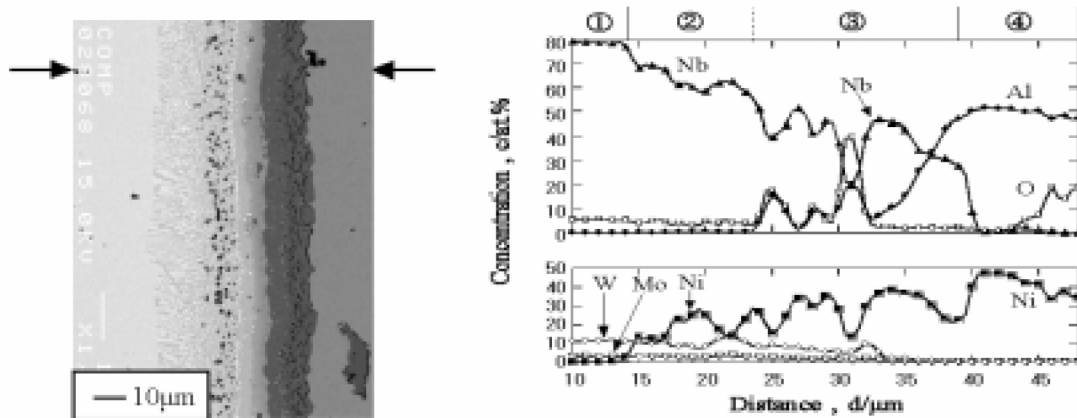 COMP
15.0KV X1
10μm
① ② ③ ④
80
70
60
50
40
30
20
10
0
Nb
Nb
Al
O
50
40
30
20
10
0
W Mo Ni Ni
10 15 20 25 30 35 40 45
Concentration , c/at.%
Distance , d/μm